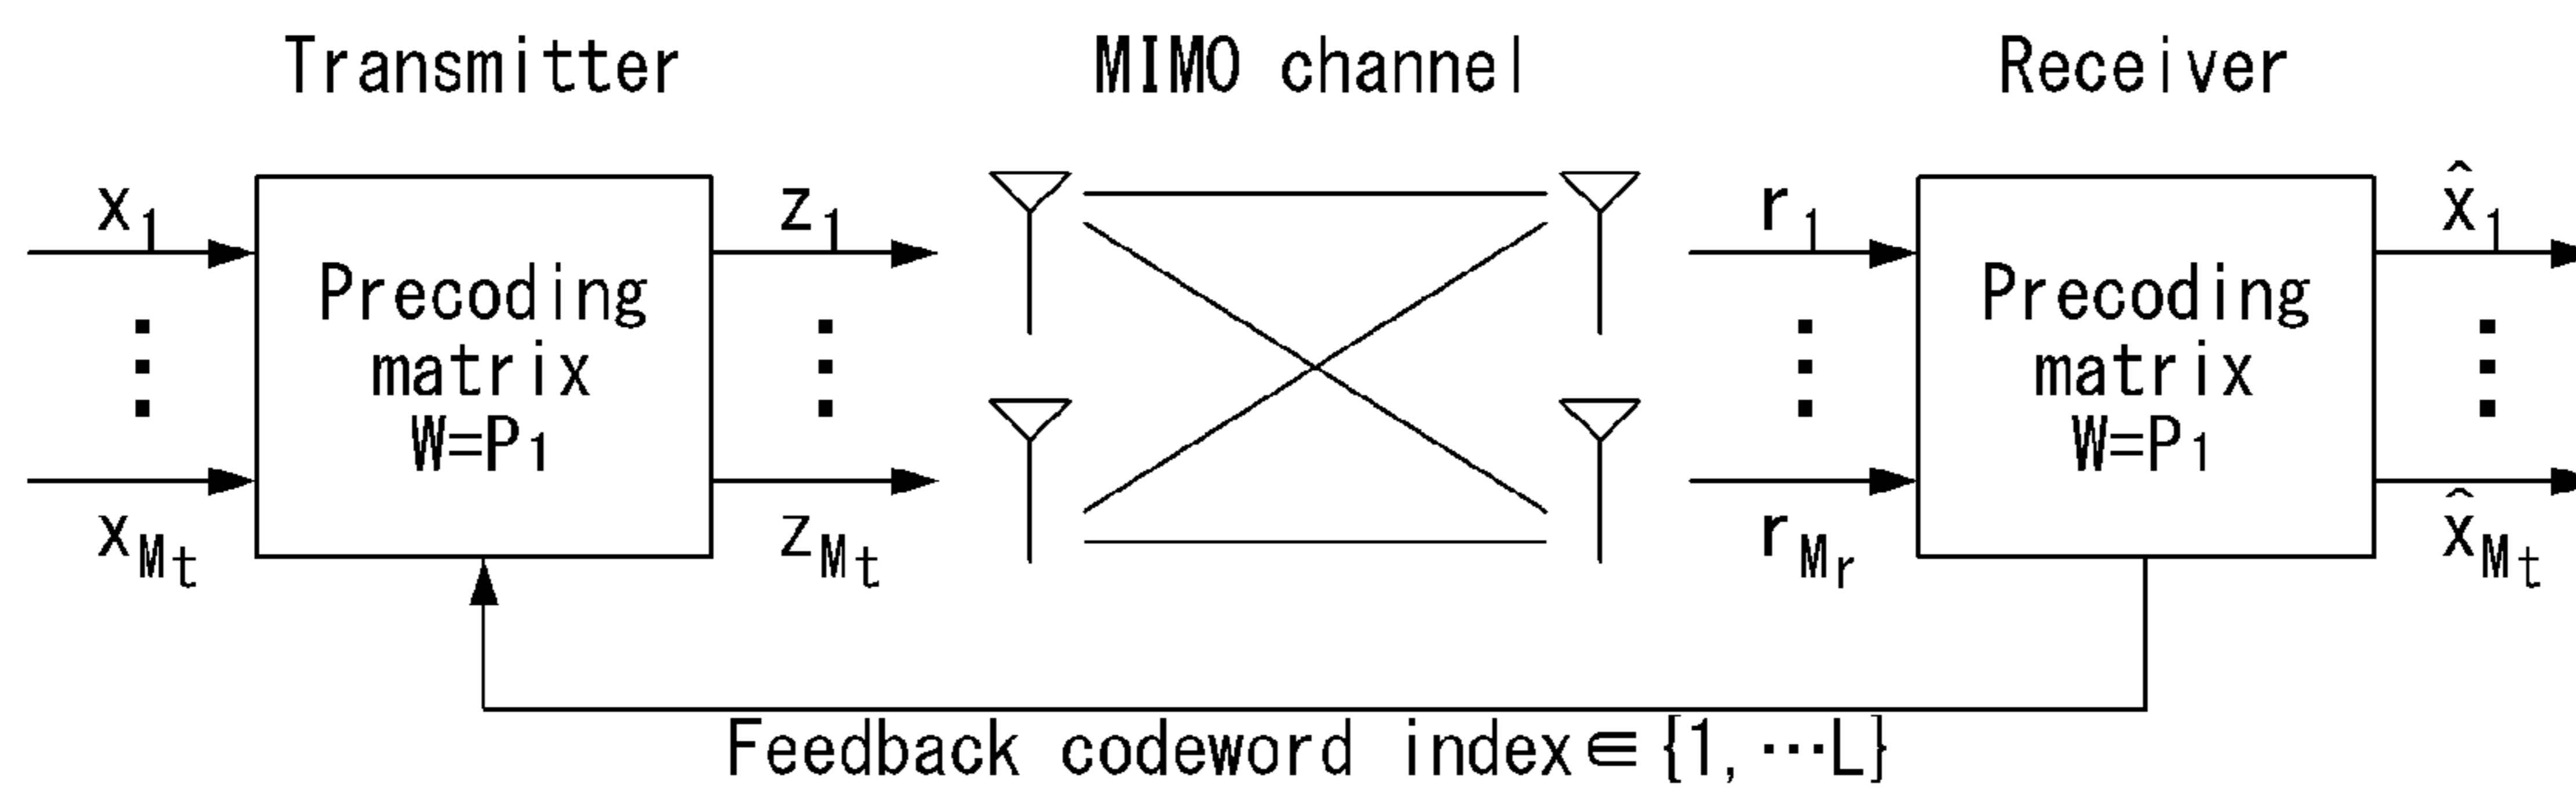 Transmitter
MIMO channel
Receiver
x1
z1
r1
x̂1
Precoding
matrix
W=P1
Precoding
matrix
W=P1
xMt
zMt
rMr
x̂Mt
Feedback codeword index∈{1, ⋯L}